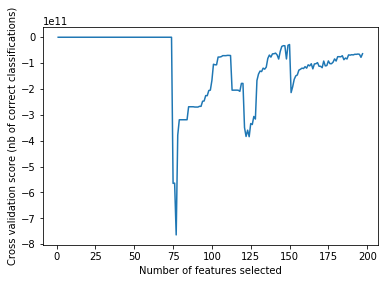 1e11
0
−1
−2
−3
−4
−5
−6
−7
−8
Cross validation score (nb of correct classifications)
0 25 50 75 100 125 150 175 200
Number of features selected